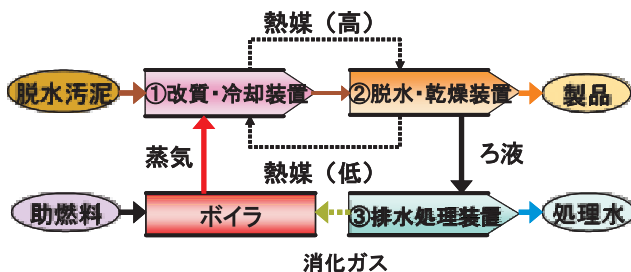 熱媒（高）
脱水汚泥
①改質・冷却装置
②脱水・乾燥装置
製品
蒸気
熱媒（低）
ろ液
助燃料
ボイラ
③排水処理装置
処理水
消化ガス